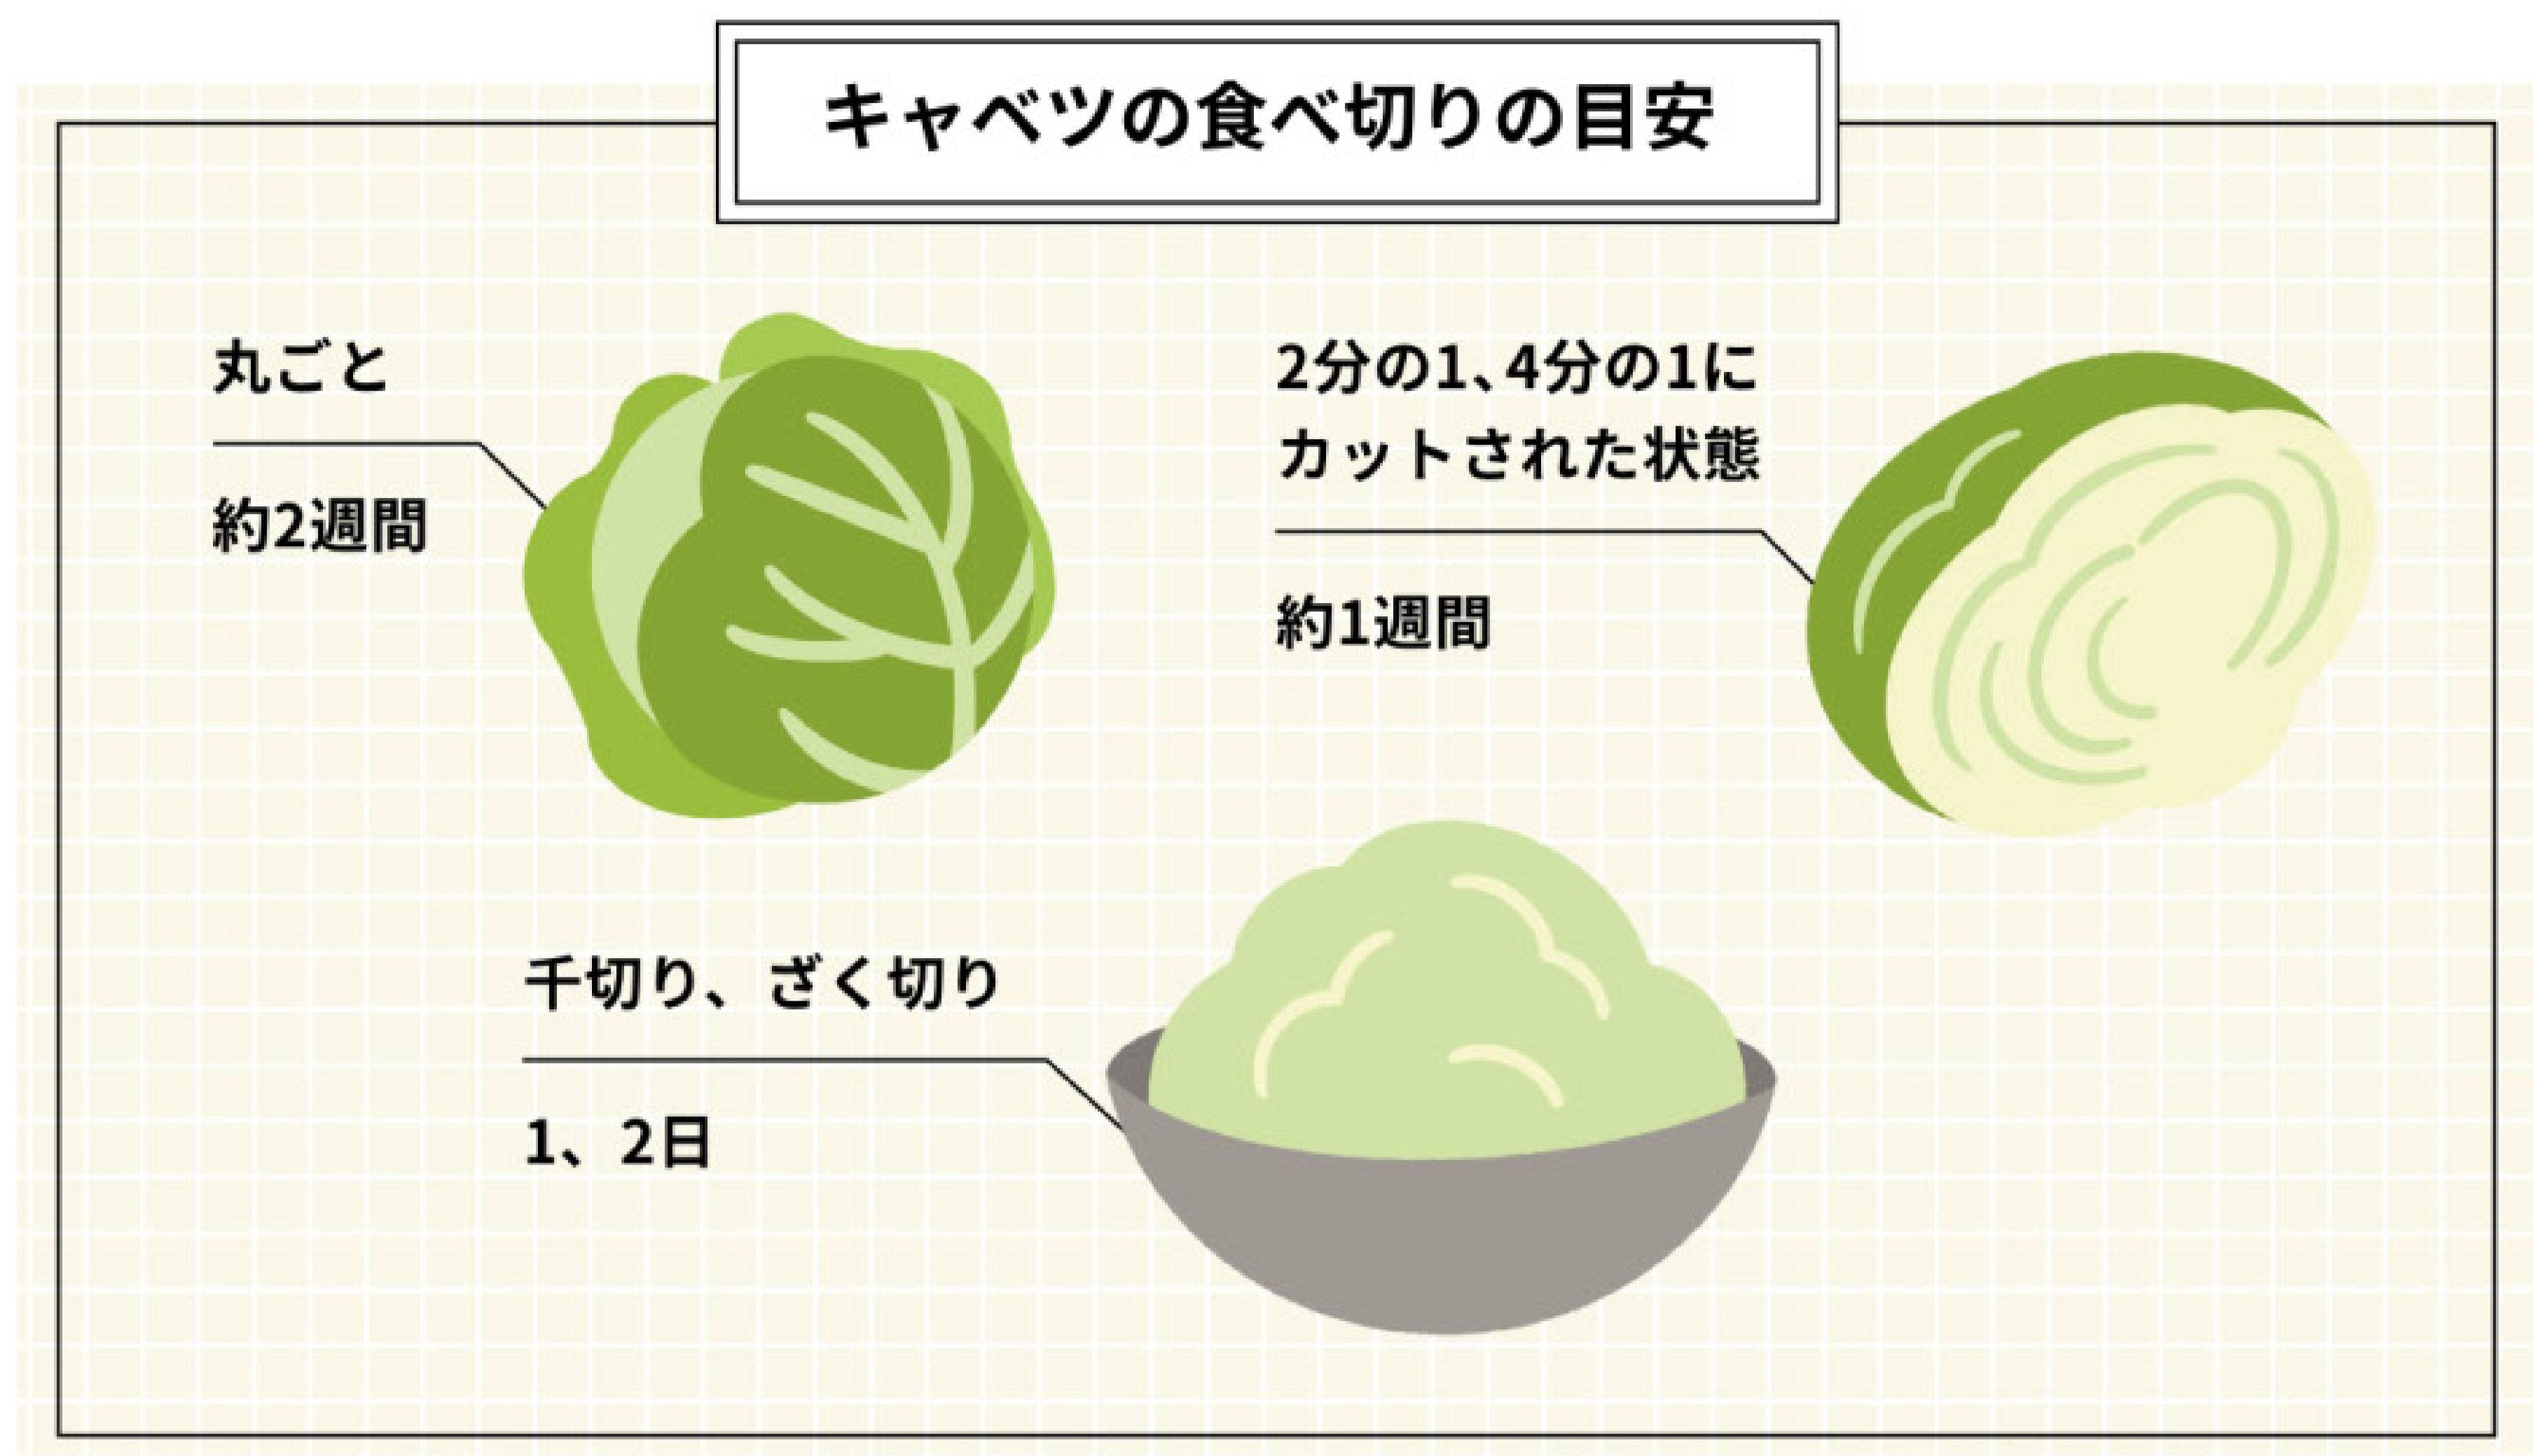 キャベツの食べ切りの目安
丸ごと
約2週間
2分の1、4分の1に
カットされた状態
約1週間
千切り、ざく切り
1、2日